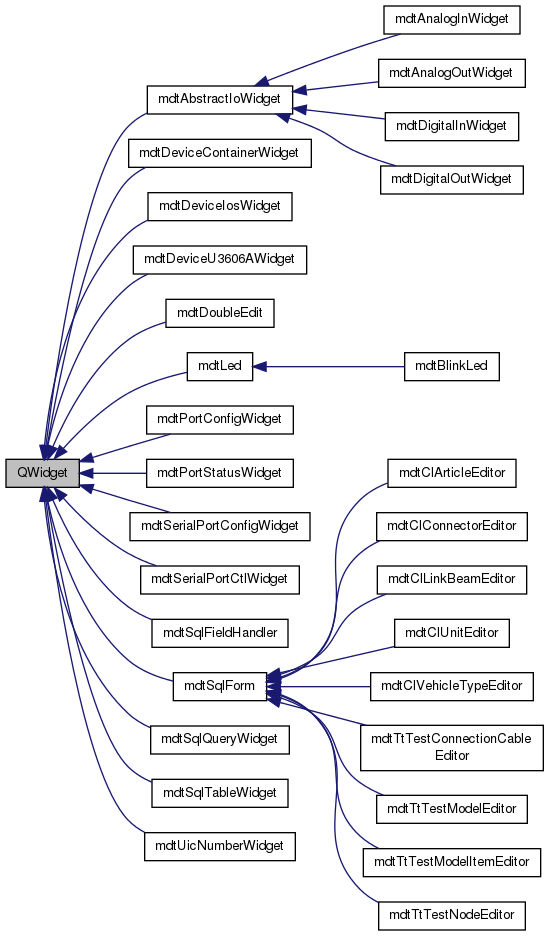 mdtAnalogInWidget
mdtAnalogOutWidget
mdtAbstractIoWidget
mdtDigitalInWidget
mdtDeviceContainerWidget
mdtDigitalOutWidget
mdtDeviceIosWidget
mdtDeviceU3606AWidget
mdtDoubleEdit
mdtLed
mdtBlinkLed
mdtPortConfigWidget
QWidget
mdtPortStatusWidget
mdtClArticleEditor
mdtSerialPortConfigWidget
mdtClConnectorEditor
mdtSerialPortCtlWidget
mdtClLinkBeamEditor
mdtSqlFieldHandler
mdtClUnitEditor
mdtSqlForm
mdtClVehicleTypeEditor
mdtSqlQueryWidget
mdtTtTestConnectionCable
Editor
mdtSqlTableWidget
mdtTtTestModelEditor
mdtUicNumberWidget
mdtTtTestModelItemEditor
mdtTtTestNodeEditor